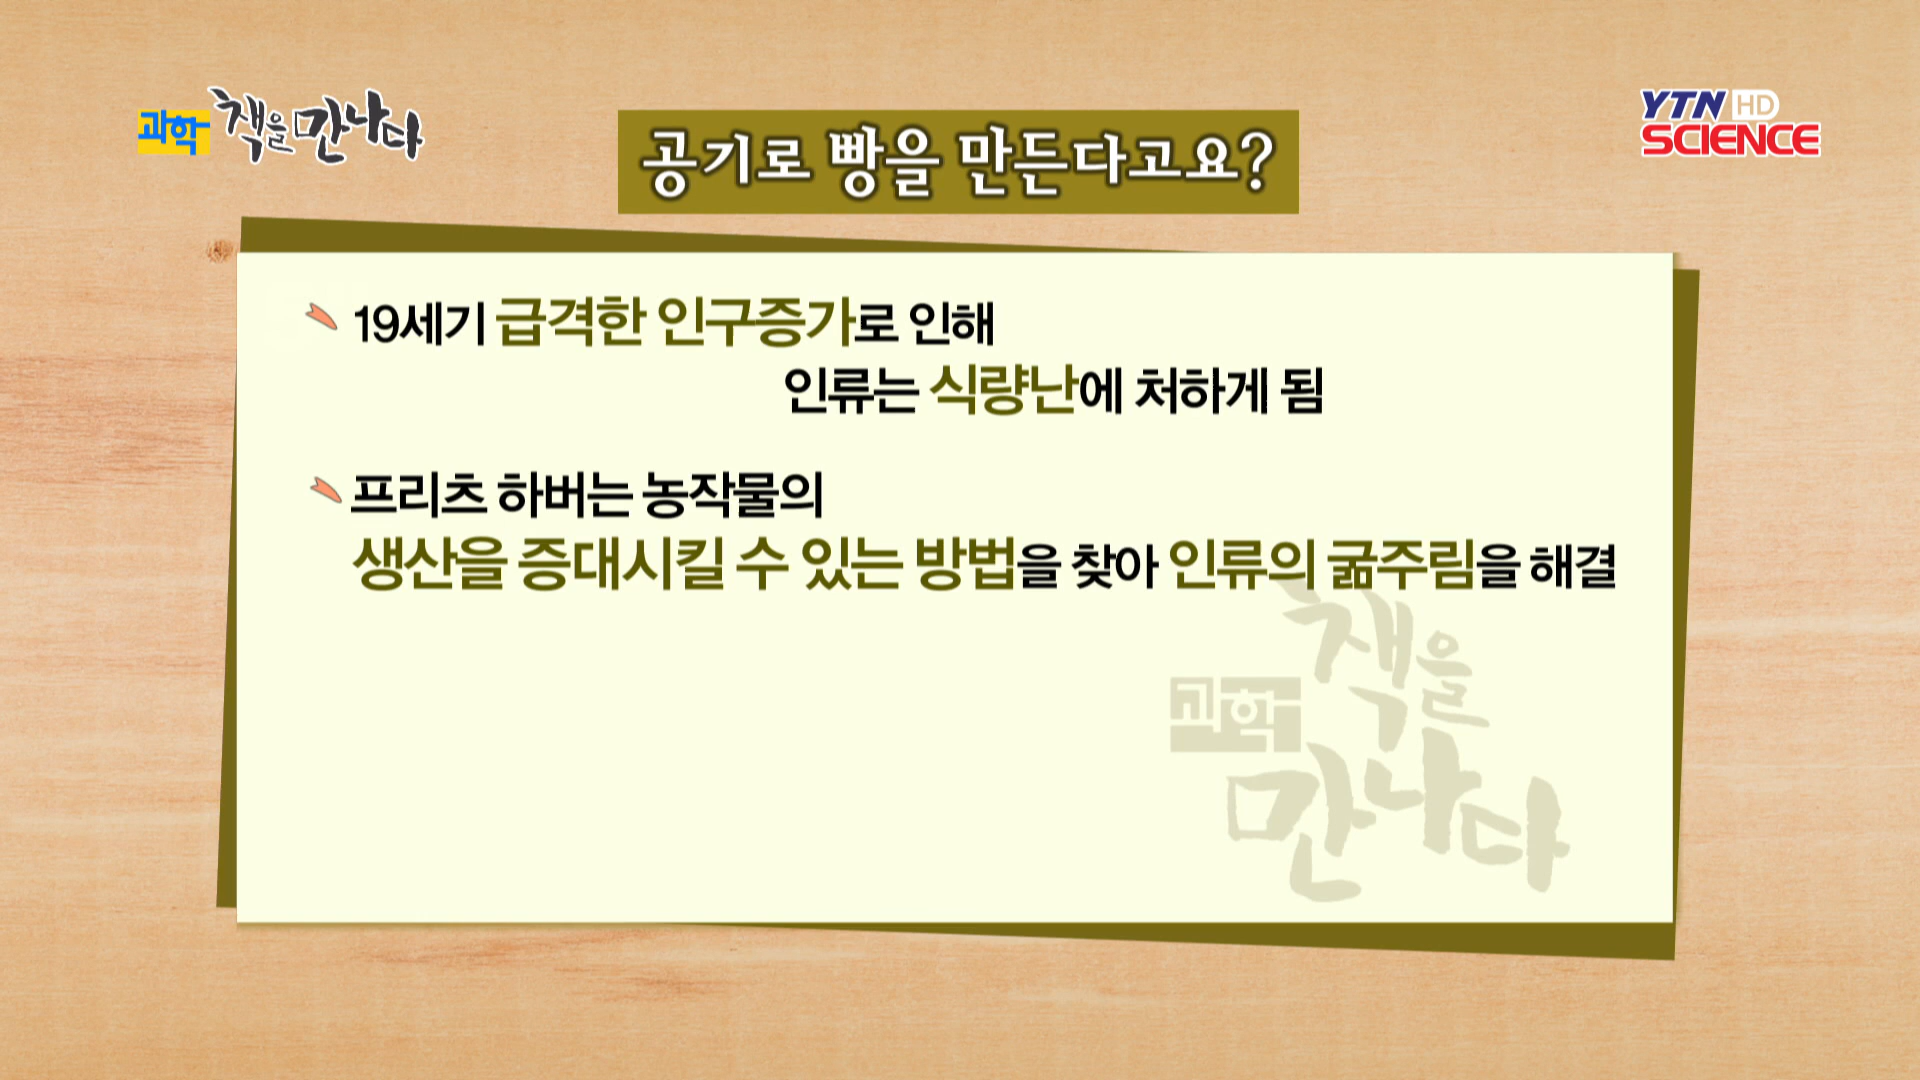 과학 책을 만나다
YTN HD
SCIENCE
공기로 빵을 만든다고요?
19세기 급격한 인구증가로 인해
인류는 식량난에 처하게 됨
프리츠 하버는 농작물의
생산을 증대시킬 수 있는 방법을 찾아 인류의 굶주림을 해결
책을
과학
만나다